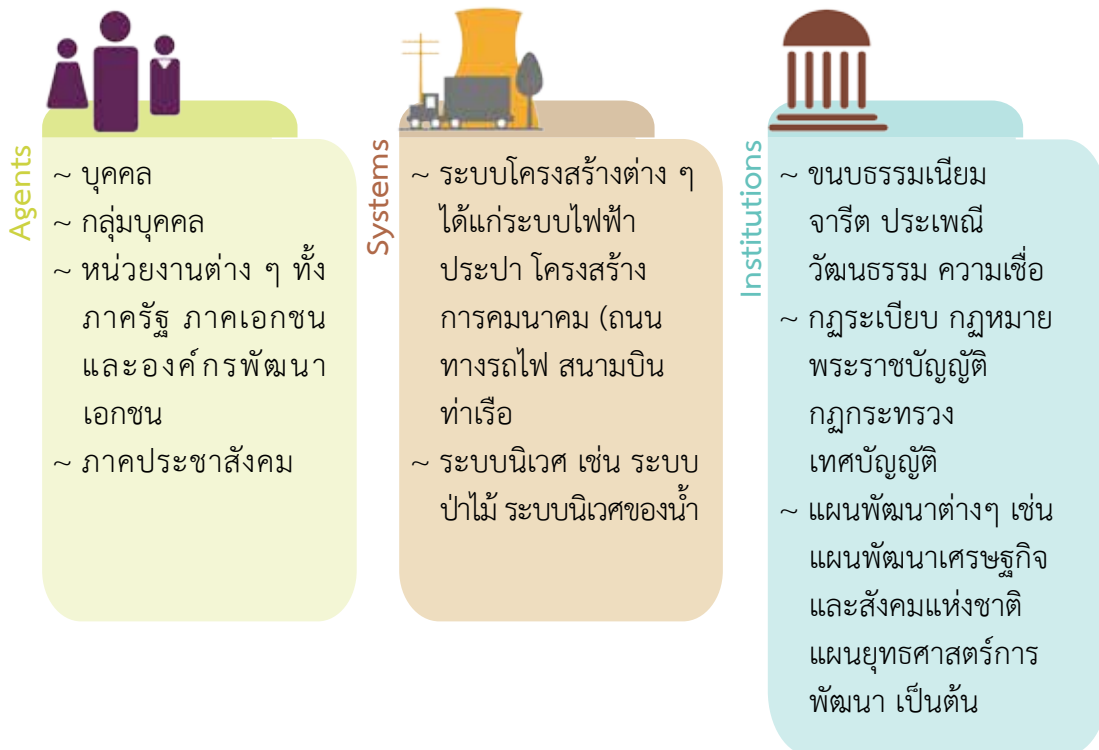 Agents
~ บุคคล
~ กลุ่มบุคคล
~ หน่วยงานต่าง ๆ ทั้ง
ภาครัฐ ภาคเอกชน
และองค์กรพัฒนา
เอกชน
~ ภาคประชาสังคม
Systems
~ ระบบโครงสร้างต่าง ๆ
ได้แก่ระบบไฟฟ้า
ประปา โครงสร้าง
การคมนาคม (ถนน
ทางรถไฟ สนามบิน
ท่าเรือ
~ ระบบนิเวศ เช่น ระบบ
ป่าไม้ ระบบนิเวศของน้ำ
Institutions
~ ขนบธรรมเนียม
จารีต ประเพณี
วัฒนธรรม ความเชื่อ
~ กฎระเบียบ กฎหมาย
พระราชบัญญัติ
กฎกระทรวง
เทศบัญญัติ
~ แผนพัฒนาต่างๆ เช่น
แผนพัฒนาเศรษฐกิจ
และสังคมแห่งชาติ
แผนยุทธศาสตร์การ
พัฒนา เป็นต้น